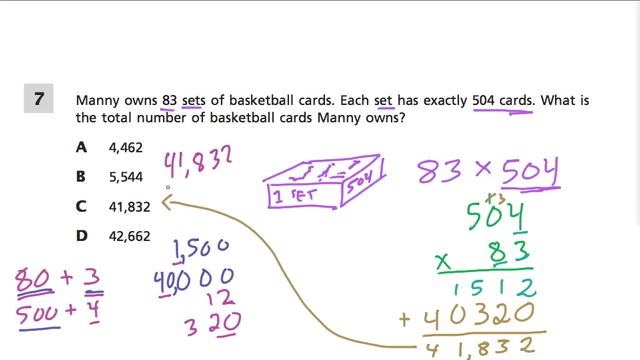 7 Manny owns 83 sets of basketball cards. Each set has exactly 504 cards. What is
the total number of basketball cards Manny owns?
A 4,462
B 5,544
C 41,832
D 42,662
41,832
1 SET
504
83 × 504
504
x 83
1512
+ 40320
41,832
80 + 3
500 + 4
1,500
40,000
12
320